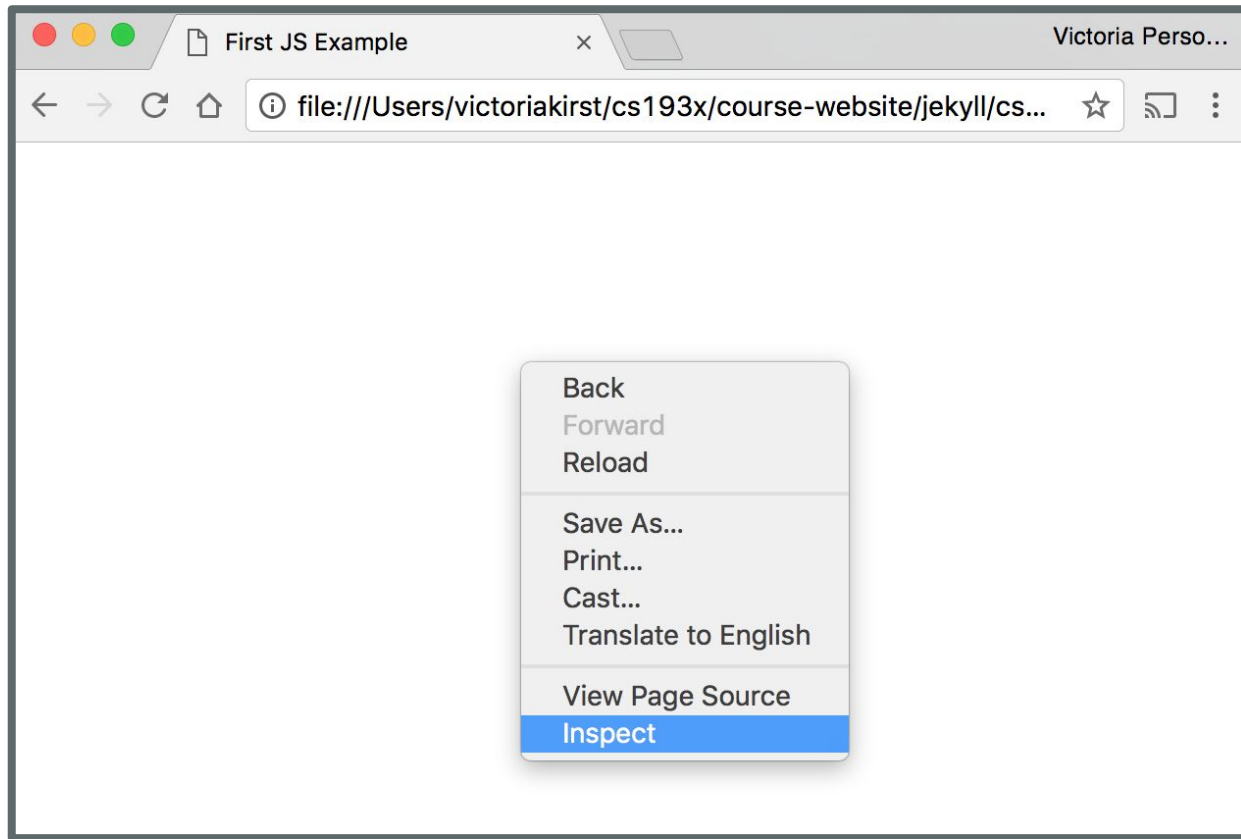 First JS Example
Victoria Perso...
file:///Users/victoriakirst/cs193x/course-website/jekyll/cs...
Back
Forward
Reload
Save As...
Print...
Cast...
Translate to English
View Page Source
Inspect